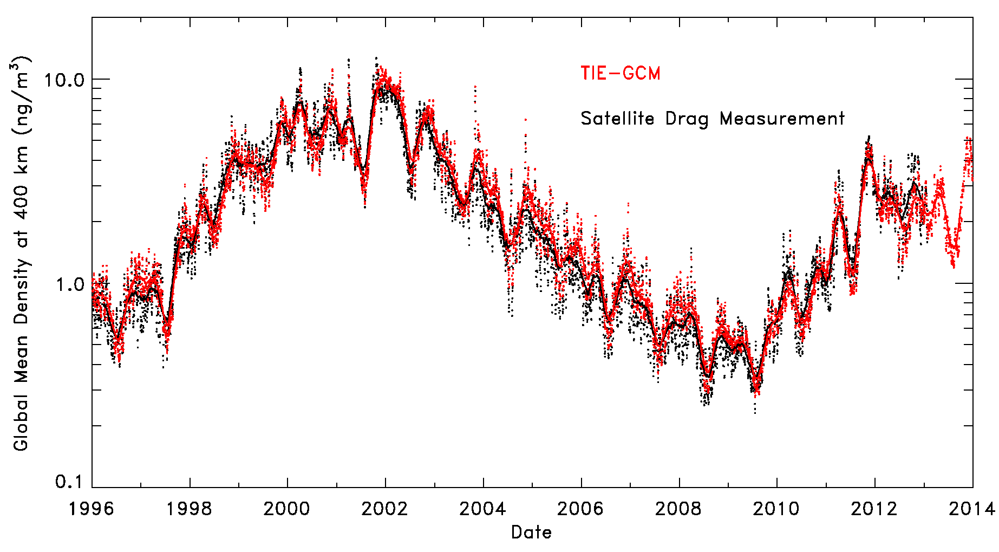 Global Mean Density at 400 km (ng/m³)
10.0
1.0
0.1
TIE-GCM
Satellite Drag Measurement
1996 1998 2000 2002 2004 2006 2008 2010 2012 2014
Date